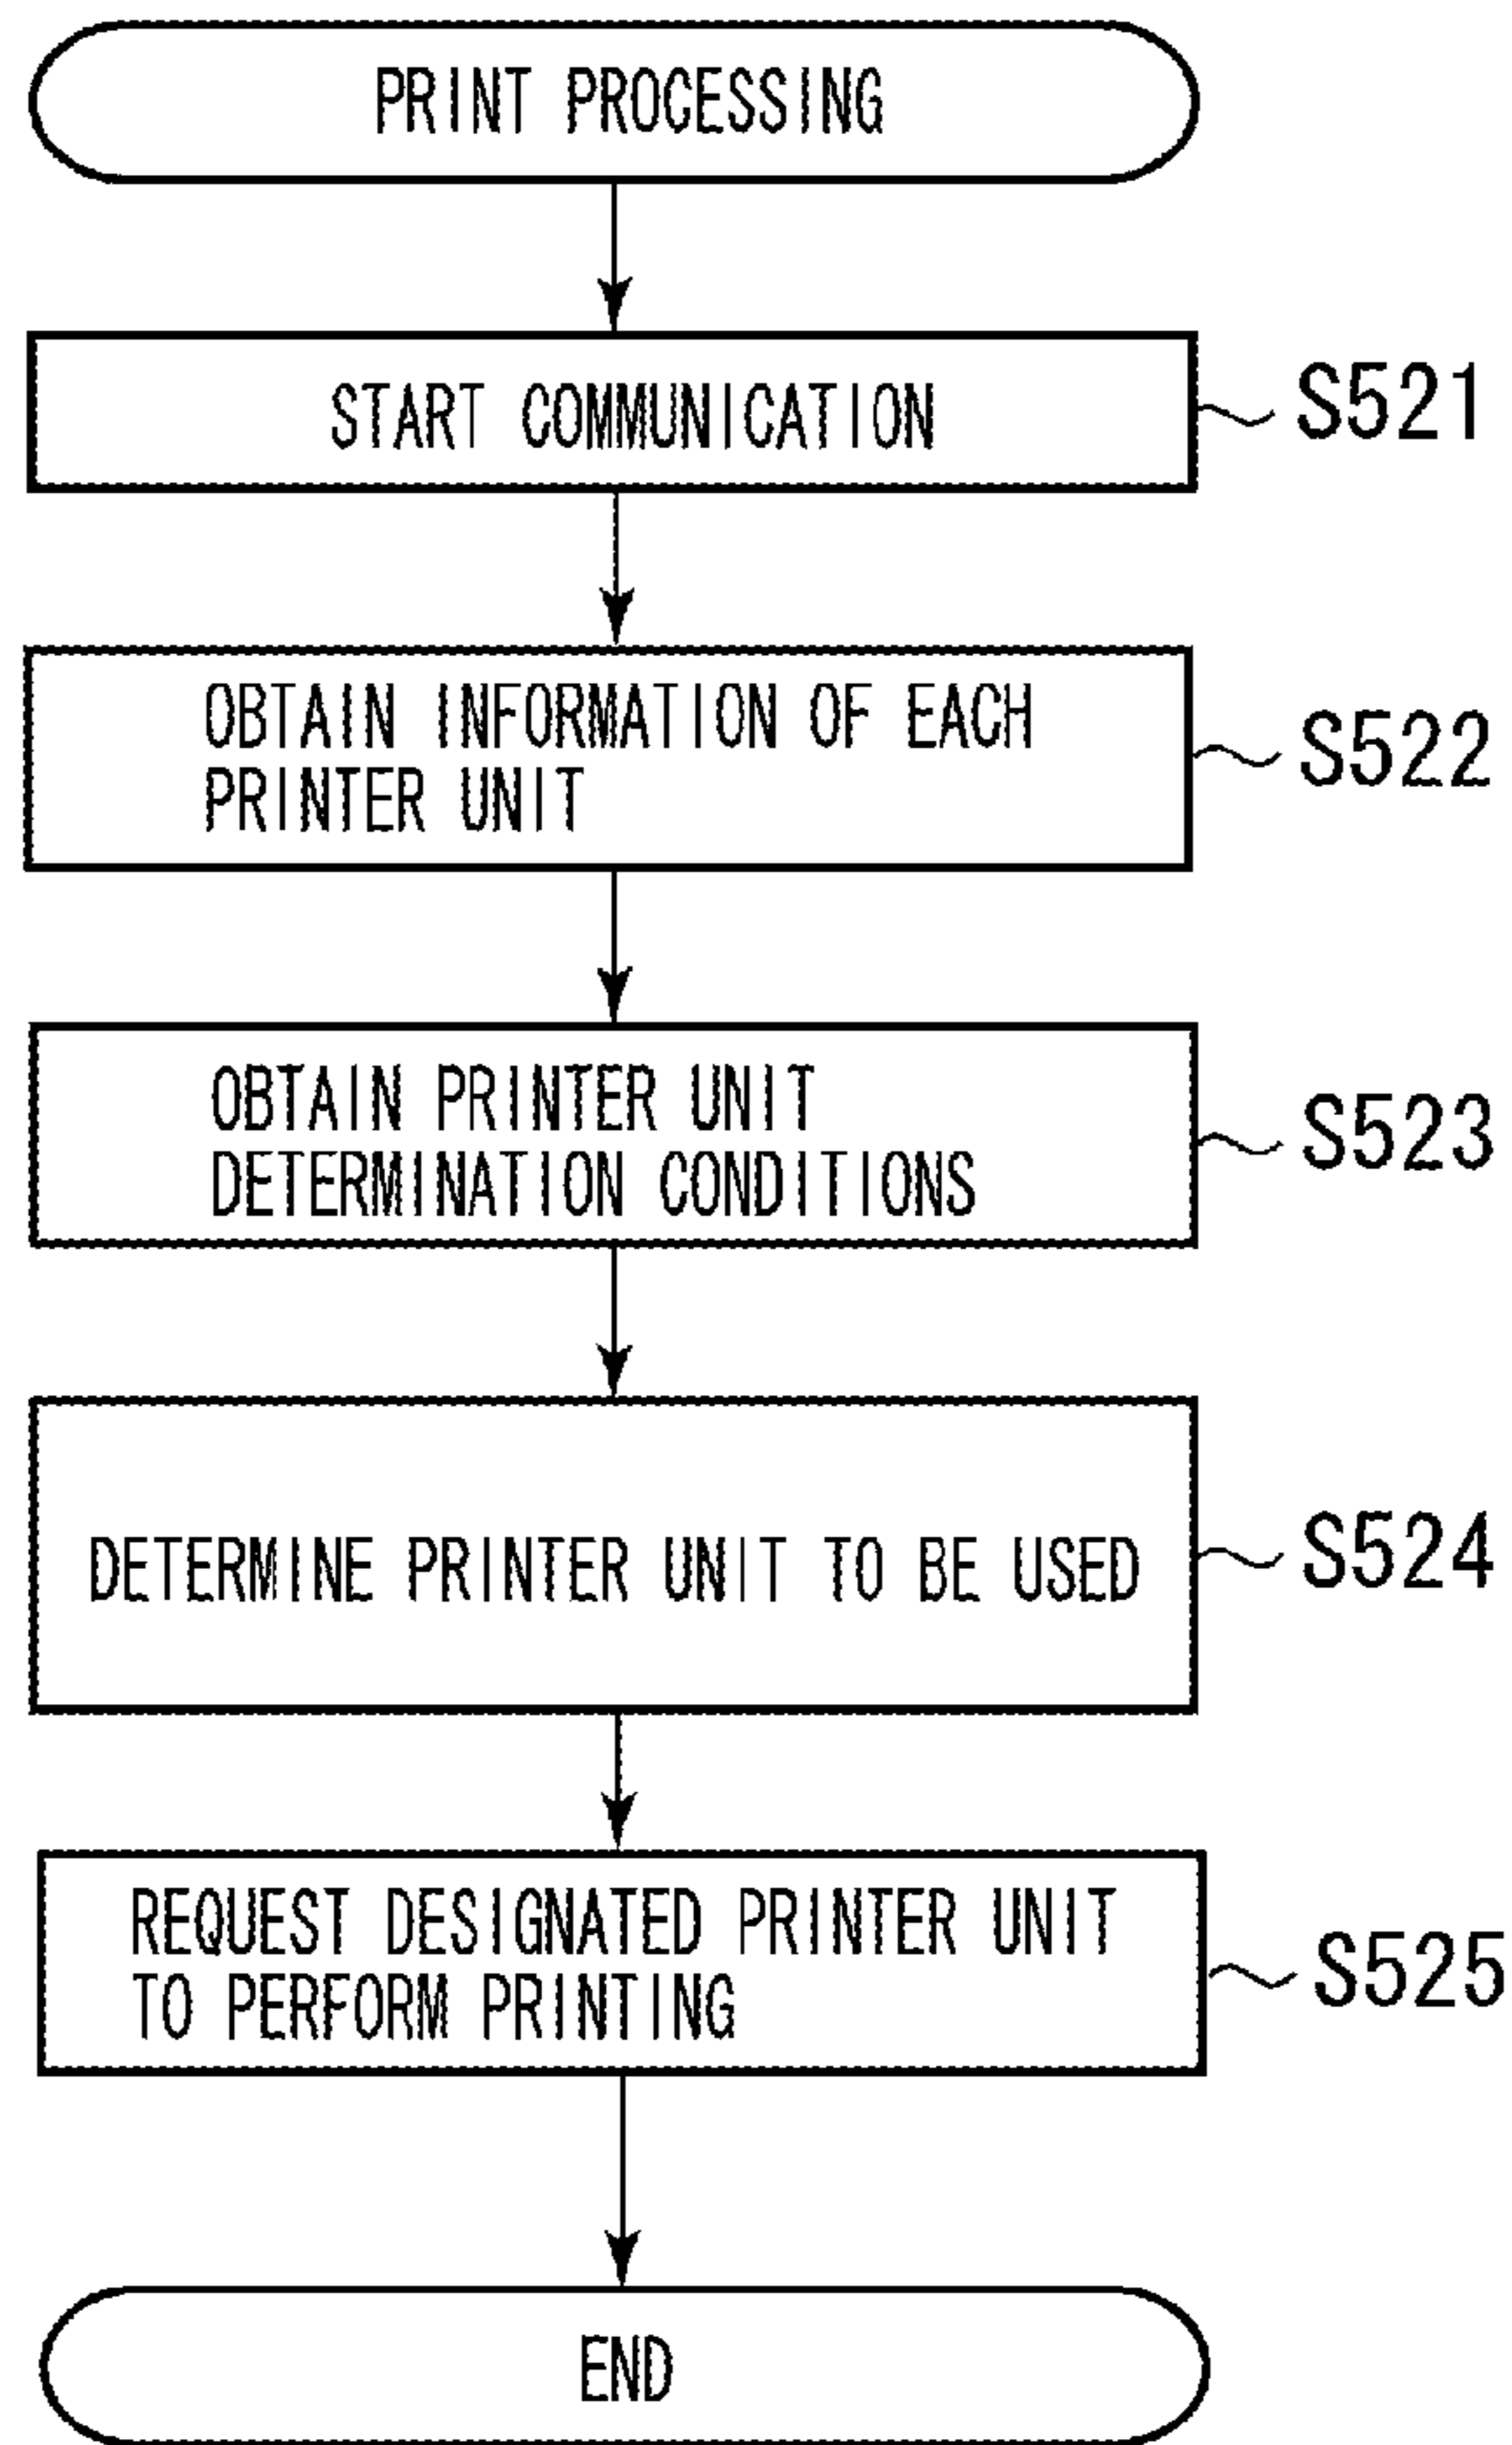 PRINT PROCESSING
START COMMUNICATION
S521
OBTAIN INFORMATION OF EACH
PRINTER UNIT
S522
OBTAIN PRINTER UNIT
DETERMINATION CONDITIONS
S523
DETERMINE PRINTER UNIT TO BE USED
S524
REQUEST DESIGNATED PRINTER UNIT
TO PERFORM PRINTING
S525
END